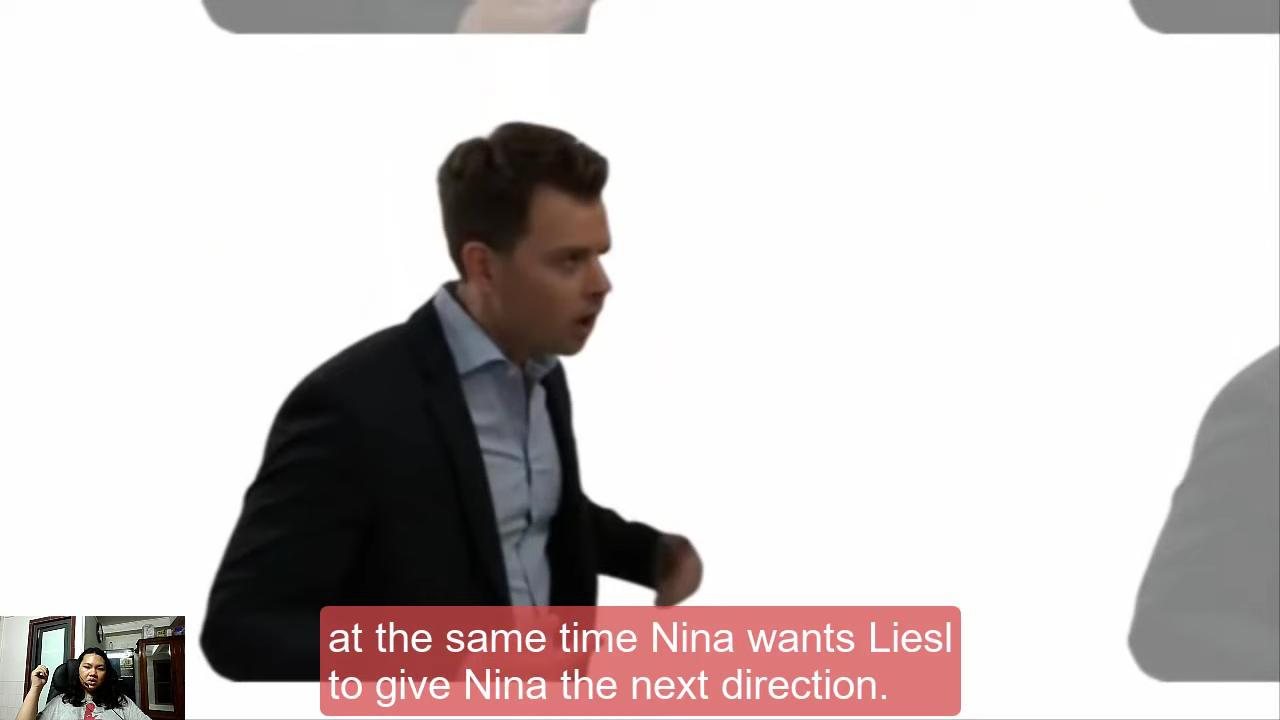 at the same time Nina wants Liesl
to give Nina the next direction.